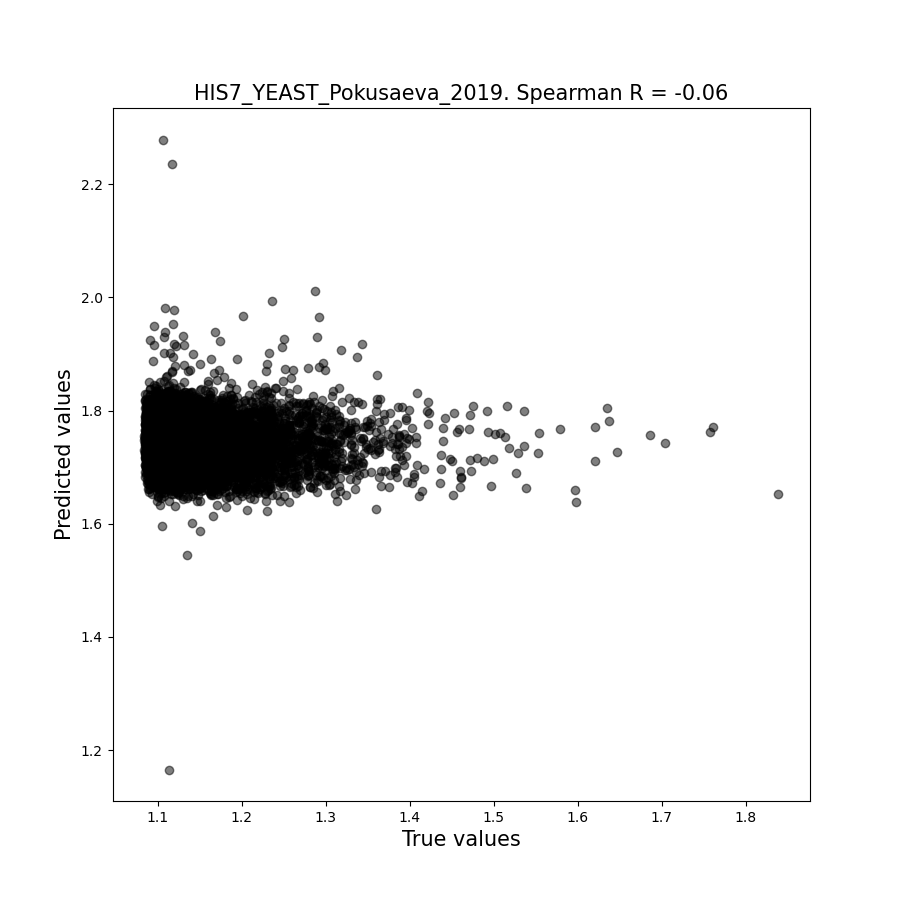 HIS7_YEAST_Pokusaeva_2019. Spearman R = -0.06
2.2
2.0
1.8
1.6
1.4
1.2
Predicted values
1.1 1.2 1.3 1.4 1.5 1.6 1.7 1.8
True values